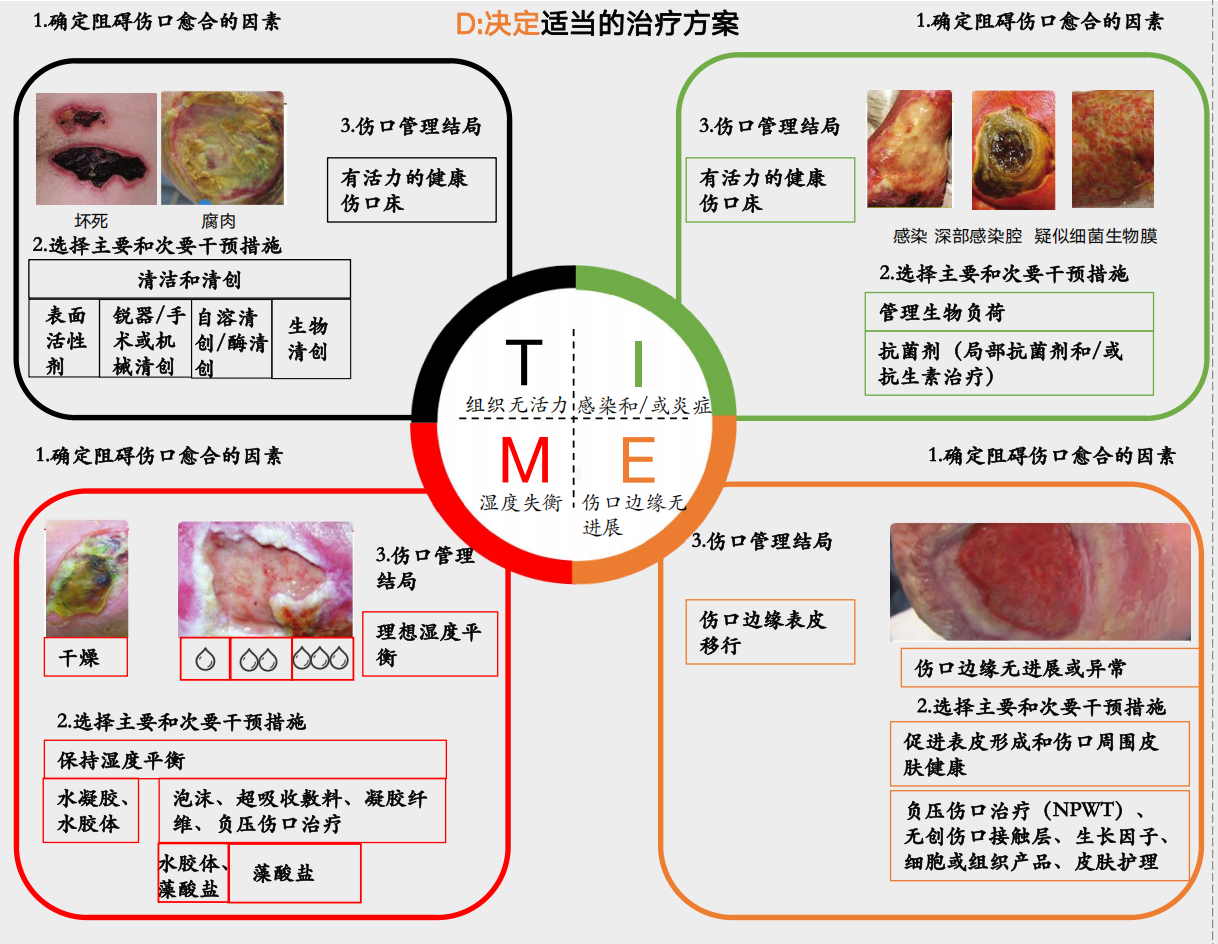 D:决定适当的治疗方案
1.确定阻碍伤口愈合的因素
3.伤口管理结局
有活力的健康
伤口床
坏死
腐肉
2.选择主要和次要干预措施
清洁和清创
表面
活性
剂
锐器/手
术或机
械清创
自溶清
创/酶清
创
生物
清创
1.确定阻碍伤口愈合的因素
3.伤口管理结局
有活力的健康
伤口床
感染
深部感染腔
疑似细菌生物膜
2.选择主要和次要干预措施
管理生物负荷
抗菌剂（局部抗菌剂和/或
抗生素治疗）
T
组织无活力
I
感染和/或炎症
M
湿度失衡
E
伤口边缘无
进展
1.确定阻碍伤口愈合的因素
3.伤口管理
结局
理想湿度平
衡
干燥
2.选择主要和次要干预措施
保持湿度平衡
水凝胶、
水胶体
泡沫、超吸收敷料、凝胶纤
维、负压伤口治疗
水胶体、
藻酸盐
藻酸盐
1.确定阻碍伤口愈合的因素
3.伤口管理结局
伤口边缘表皮
移行
伤口边缘无进展或异常
2.选择主要和次要干预措施
促进表皮形成和伤口周围皮
肤健康
负压伤口治疗（NPWT）、
无创伤口接触层、生长因子、
细胞或组织产品、皮肤护理